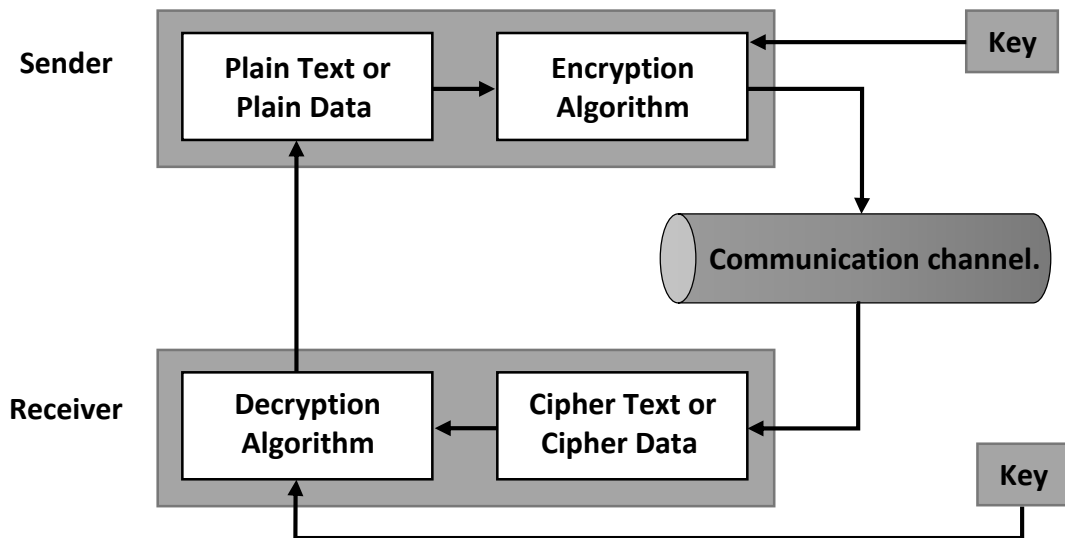 Sender
Plain Text or
Plain Data
Encryption
Algorithm
Key
Communication channel.
Receiver
Decryption
Algorithm
Cipher Text or
Cipher Data
Key